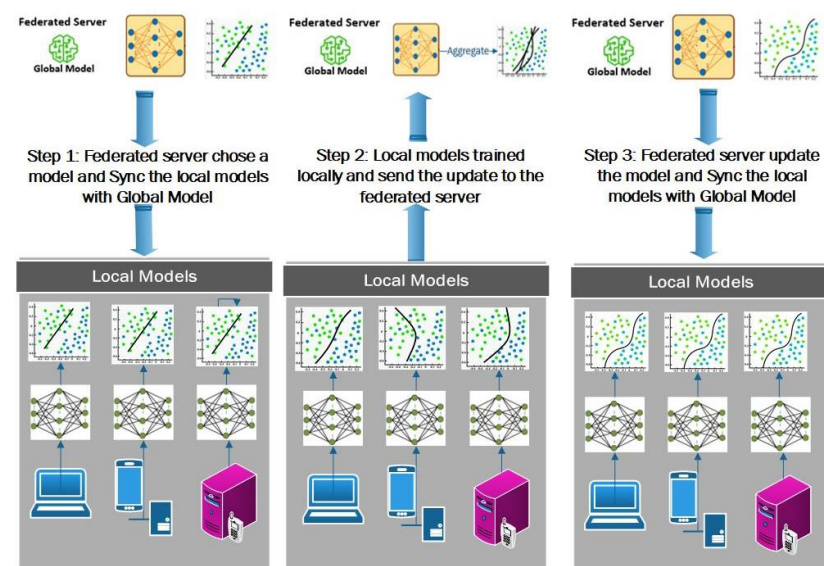 Federated Server
Global Model
Step 1: Federated server chose a
model and Sync the local models
with Global Model
Local Models
Federated Server
Global Model
Aggregate
Step 2: Local models trained
locally and send the update to the
federated server
Local Models
Federated Server
Global Model
Step 3: Federated server update
the model and Sync the local
models with Global Model
Local Models